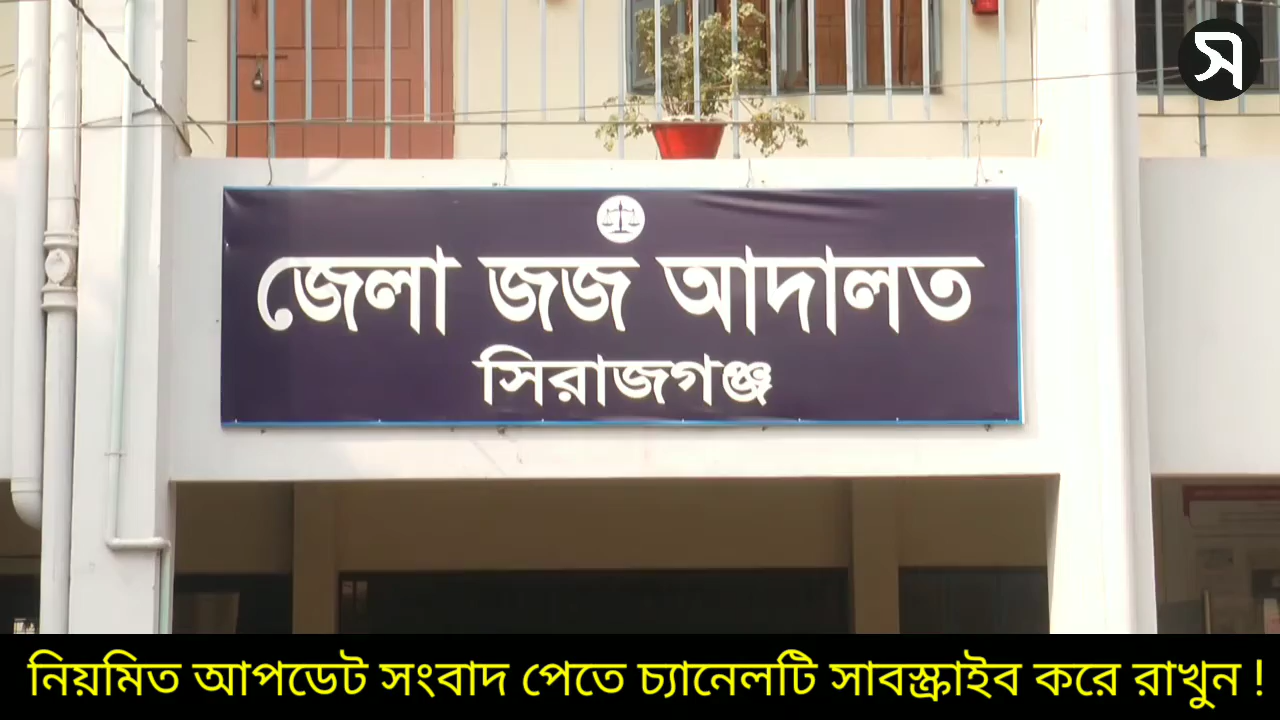 স
জেলা জজ আদালত
সিরাজগঞ্জ
নিয়মিত আপডেট সংবাদ পেতে চ্যানেলটি সাবস্ক্রাইব করে রাখুন !